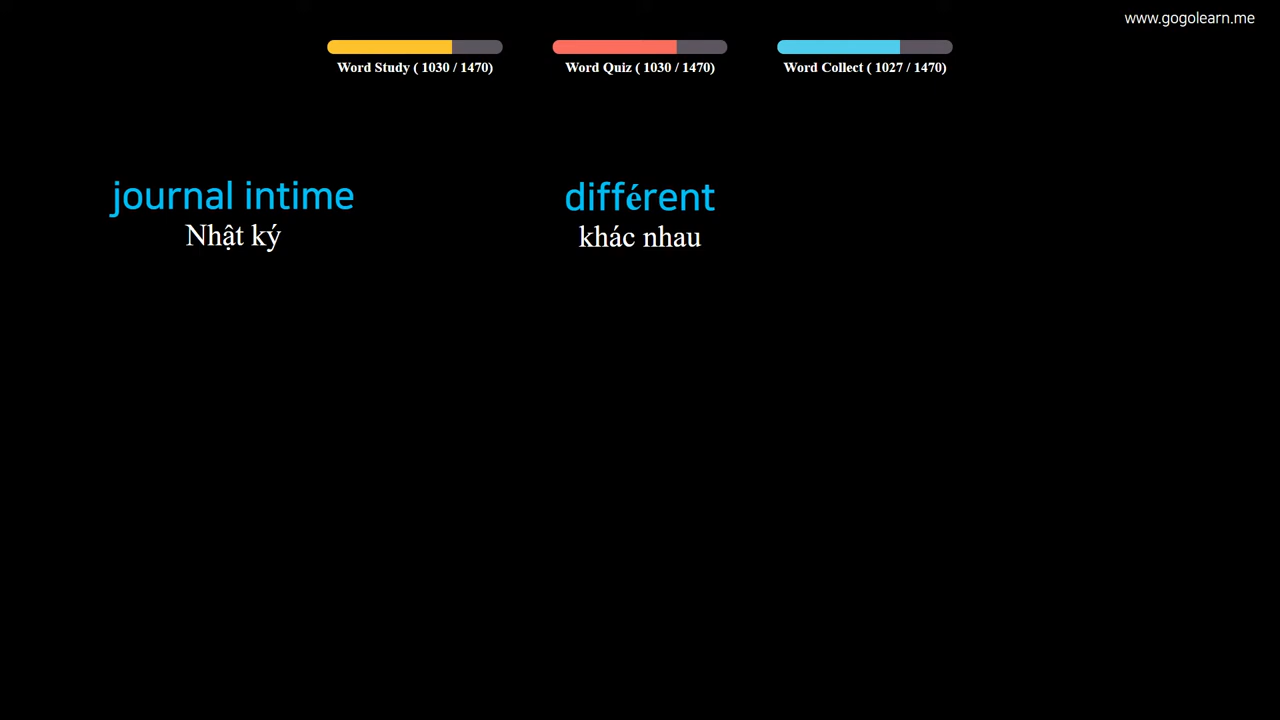 www.gogolearn.me
Word Study ( 1030 / 1470)
Word Quiz ( 1030 / 1470)
Word Collect ( 1027 / 1470)
journal intime
Nhật ký
différent
khác nhau